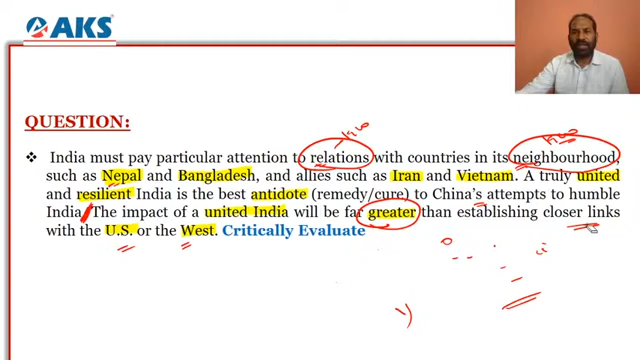 AKS
QUESTION:
❖ India must pay particular attention to relations with countries in its neighbourhood,
such as Nepal and Bangladesh, and allies such as Iran and Vietnam. A truly united
and resilient India is the best antidote (remedy/cure) to China's attempts to humble
India. The impact of a united India will be far greater than establishing closer links
with the U.S. or the West. Critically Evaluate
1)